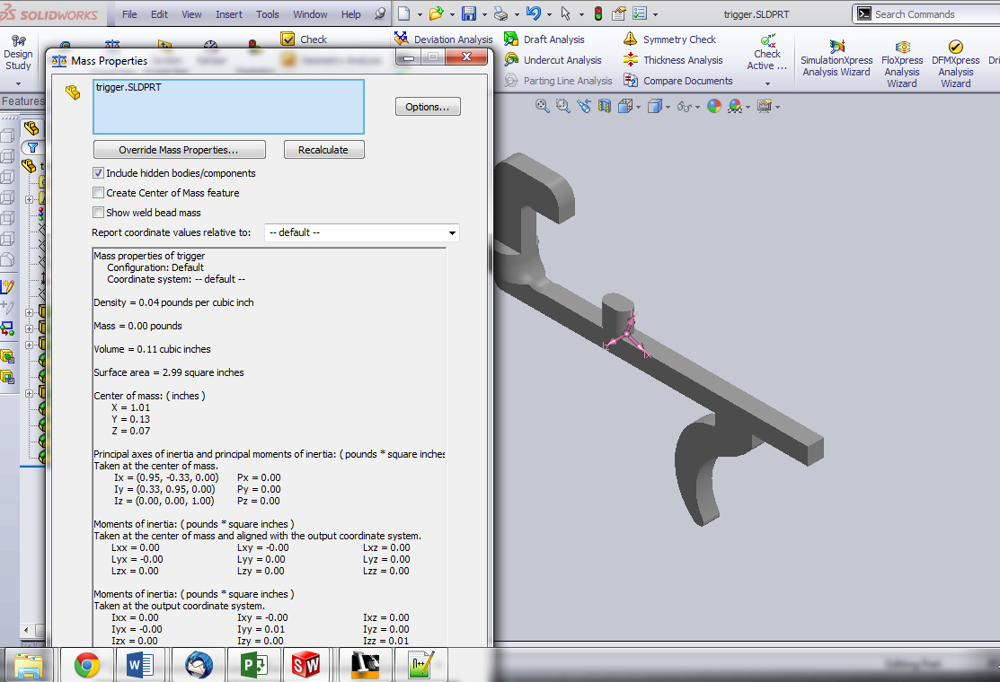 SOLIDWORKS File Edit View Insert Tools Window Help trigger.SLDPRT Search Commands
Design Study
Check
Deviation Analysis
Draft Analysis
Undercut Analysis
Parting Line Analysis
Symmetry Check
Thickness Analysis
Compare Documents
Check Active ...
SimulationXpress Analysis Wizard
FloXpress Analysis Wizard
DFMXpress Analysis Wizard
Features
Mass Properties
trigger.SLDPRT
Options...
Override Mass Properties... Recalculate
Include hidden bodies/components
Create Center of Mass feature
Show weld bead mass
Report coordinate values relative to: -- default --
Mass properties of trigger
Configuration: Default
Coordinate system: -- default --
Density = 0.04 pounds per cubic inch
Mass = 0.00 pounds
Volume = 0.11 cubic inches
Surface area = 2.99 square inches
Center of mass: ( inches )
X = 1.01
Y = 0.13
Z = 0.07
Principal axes of inertia and principal moments of inertia: ( pounds * square inches
Taken at the center of mass.
Ix = (0.95, -0.33, 0.00) Px = 0.00
Iy = (0.33, 0.95, 0.00) Py = 0.00
Iz = (0.00, 0.00, 1.00) Pz = 0.00
Moments of inertia: ( pounds * square inches )
Taken at the center of mass and aligned with the output coordinate system.
Lxx = 0.00 Lxy = -0.00 Lxz = 0.00
Lyx = -0.00 Lyy = 0.00 Lyz = 0.00
Lzx = 0.00 Lzy = 0.00 Lzz = 0.00
Moments of inertia: ( pounds * square inches )
Taken at the output coordinate system.
Ixx = 0.00 Ixy = -0.00 Ixz = 0.00
Iyx = -0.00 Iyy = 0.01 Iyz = 0.00
Izx = 0.00 Izy = 0.00 Izz = 0.01